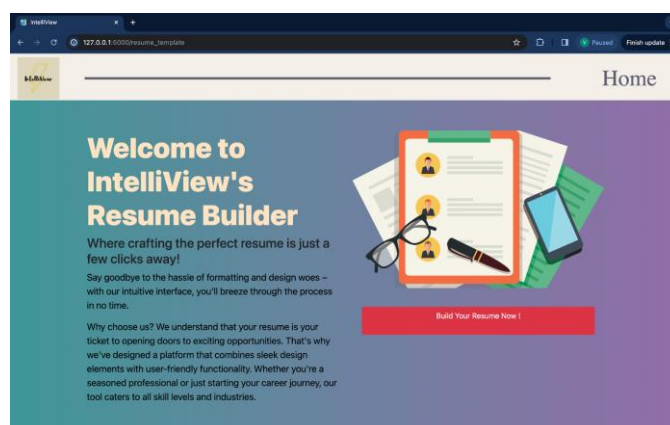 IntelliView
127.0.0.1:5000/resume_template
Paused
Finish update
IntelliView
Home
Welcome to
IntelliView's
Resume Builder
Where crafting the perfect resume is just a
few clicks away!
Say goodbye to the hassle of formatting and design woes –
with our intuitive interface, you'll breeze through the process
in no time.
Why choose us? We understand that your resume is your
ticket to opening doors to exciting opportunities. That's why
we've designed a platform that combines sleek design
elements with user-friendly functionality. Whether you're a
seasoned professional or just starting your career journey, our
tool caters to all skill levels and industries.
Build Your Resume Now !